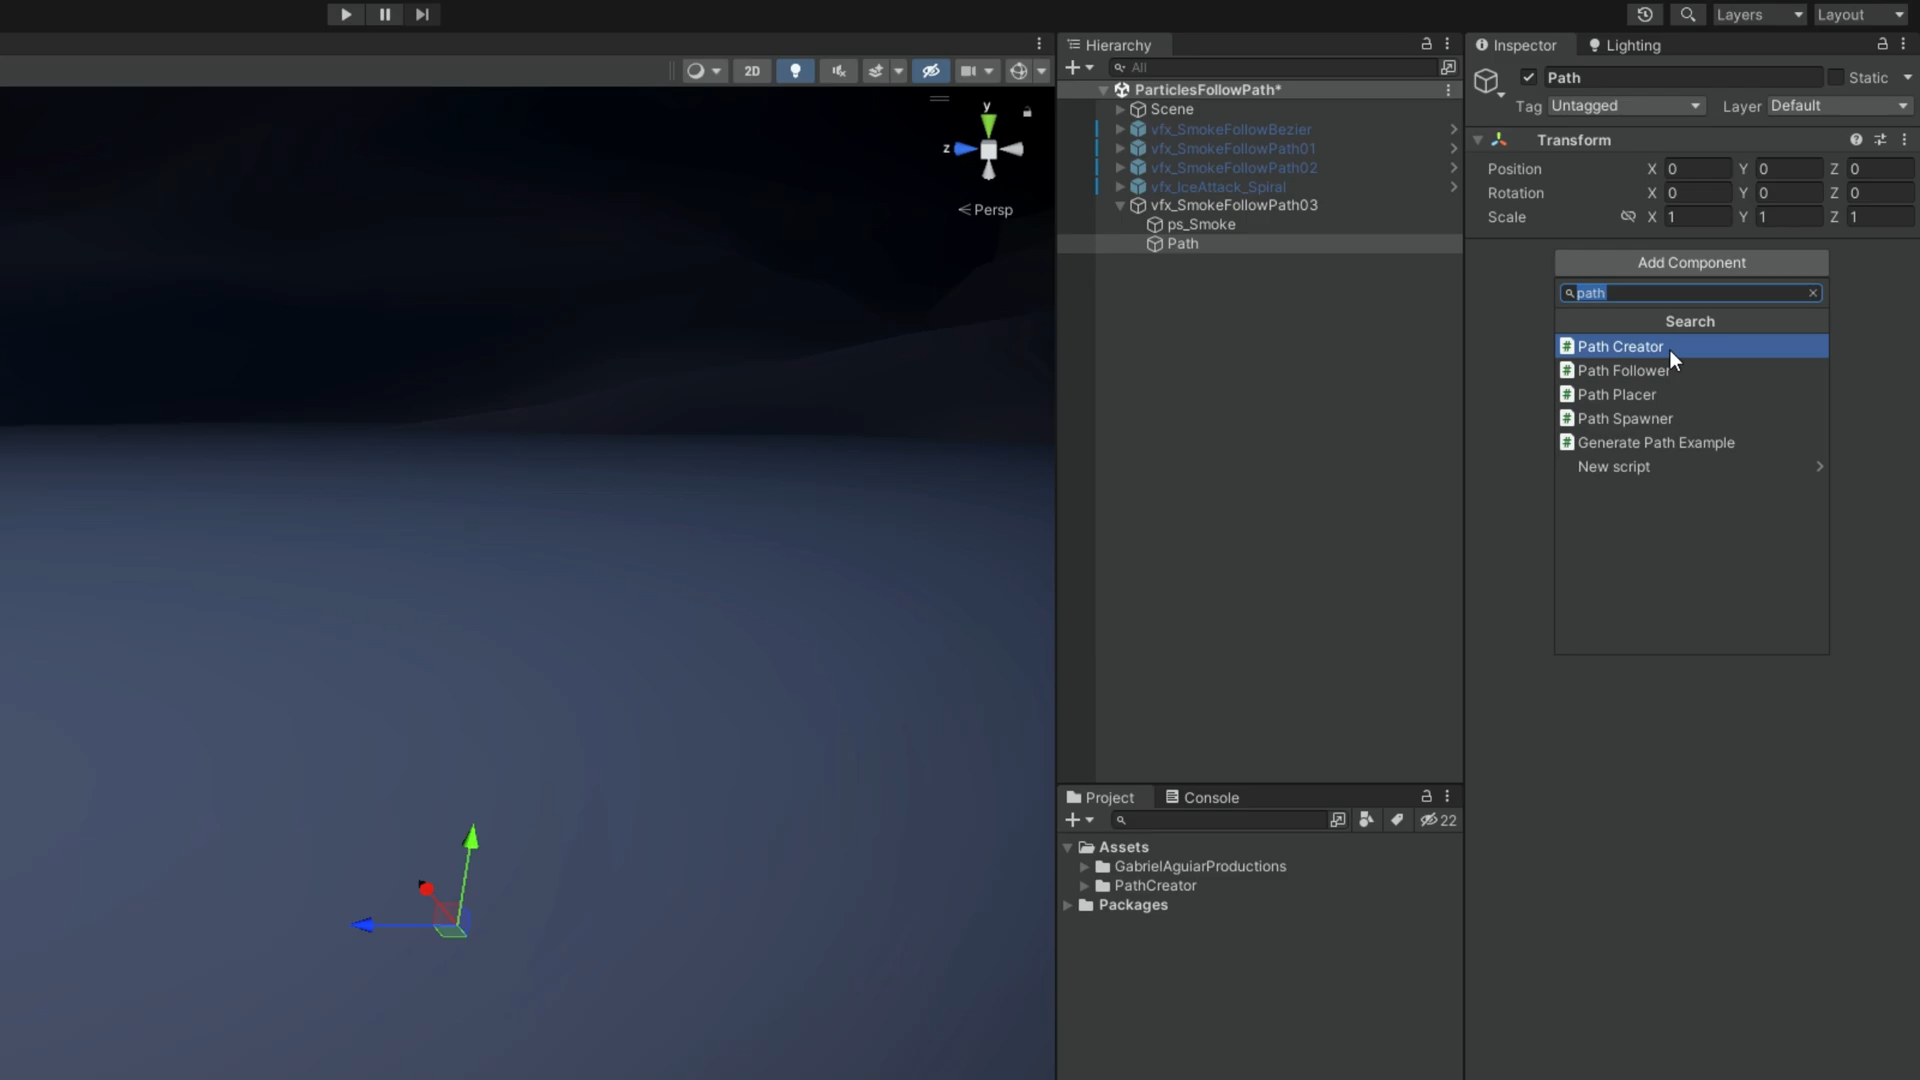 Layers
Layout
Hierarchy
Inspector
Lighting
2D
All
Path
Static
ParticlesFollowPath*
Tag Untagged
Layer Default
Scene
vfx_SmokeFollowBezier
vfx_SmokeFollowPath01
vfx_SmokeFollowPath02
vfx_IceAttack_Spiral
vfx_SmokeFollowPath03
ps_Smoke
Path
y
z
Persp
Transform
Position X 0 Y 0 Z 0
Rotation X 0 Y 0 Z 0
Scale X 1 Y 1 Z 1
Add Component
path
Search
Path Creator
Path Follower
Path Placer
Path Spawner
Generate Path Example
New script
Project
Console
22
Assets
GabrielAguiarProductions
PathCreator
Packages